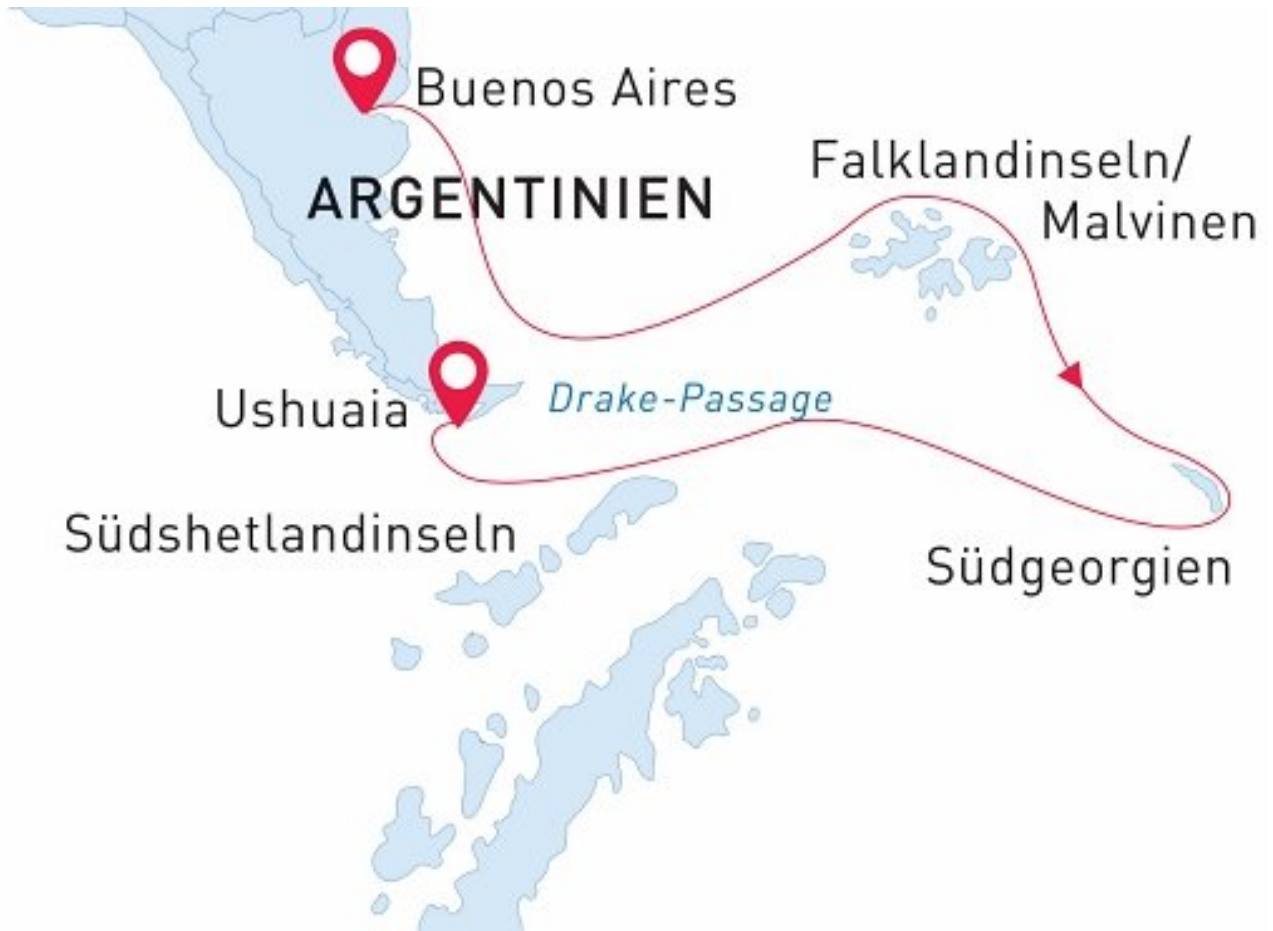 Buenos Aires
Falklandinseln/
Malvinen
ARGENTINIEN
Drake-Passage
Ushuaia
Südshetlandinseln
Südgeorgien